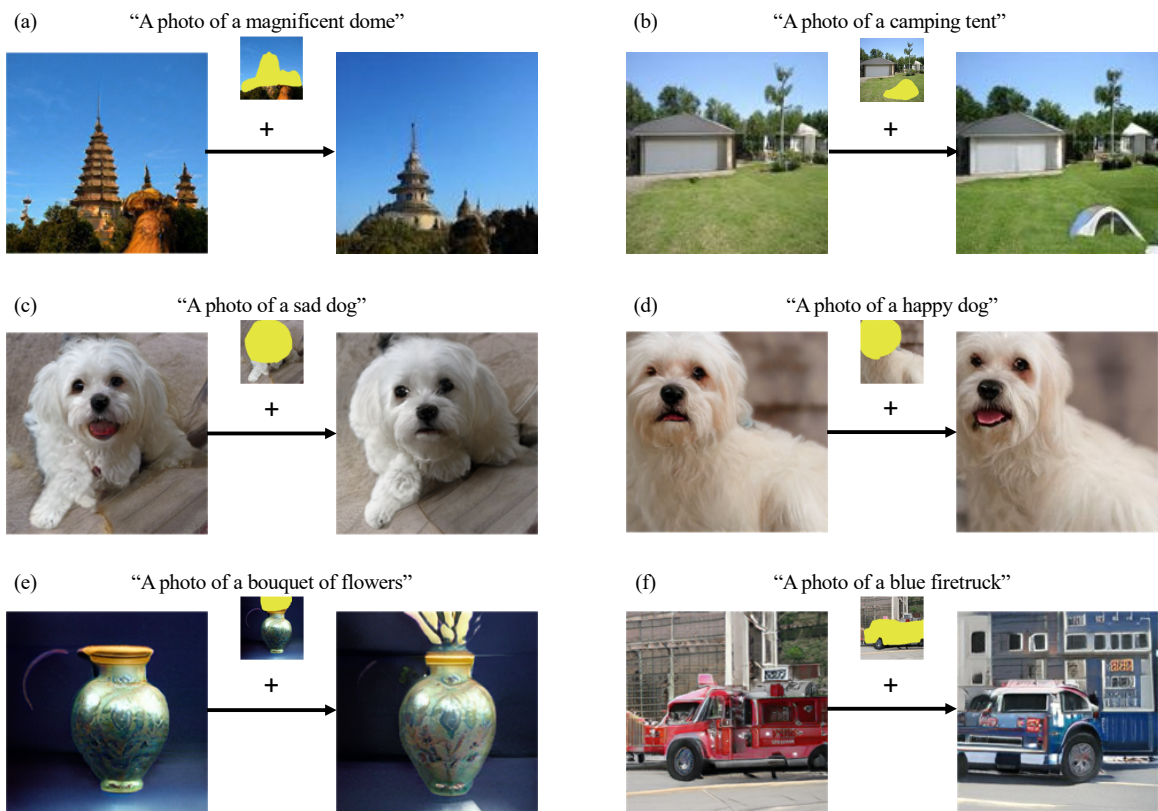 (a) “A photo of a magnificent dome”
(b) “A photo of a camping tent”
+
+
(c) “A photo of a sad dog”
(d) “A photo of a happy dog”
+
+
(e) “A photo of a bouquet of flowers”
(f) “A photo of a blue firetruck”
+
+